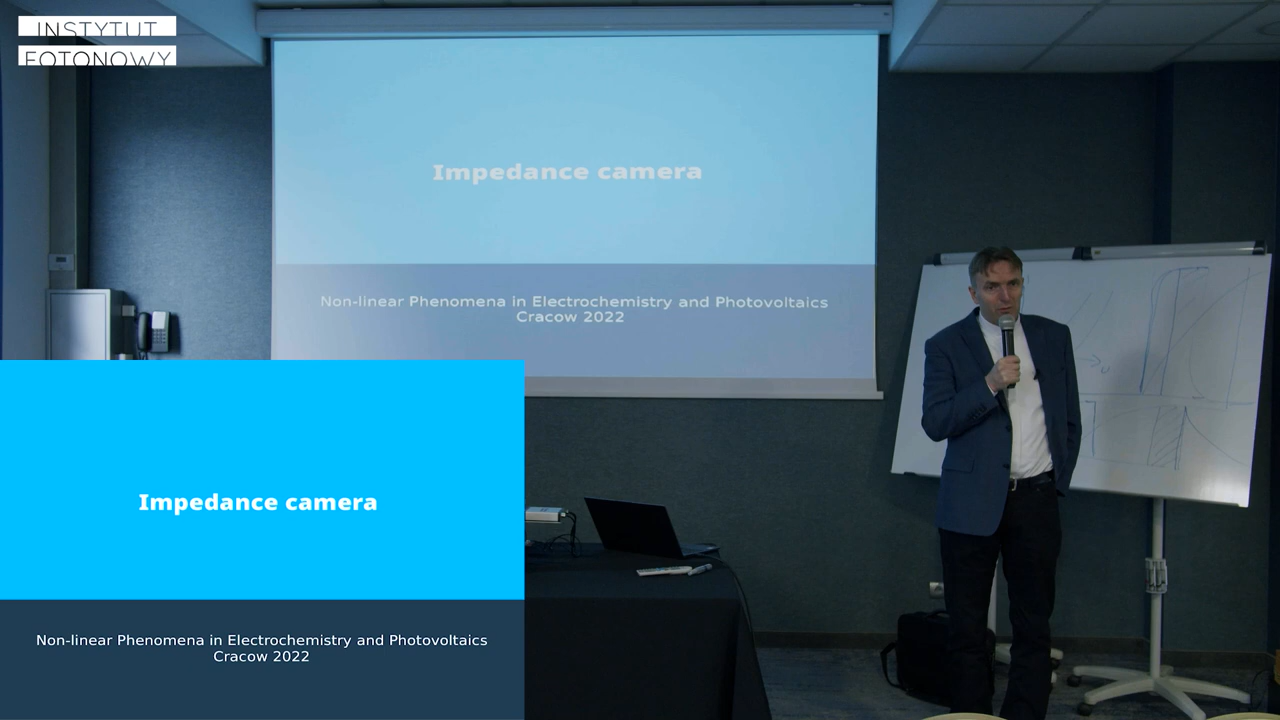 INSTYTUT
FOTONOWY
Impedance camera
Non-linear Phenomena in Electrochemistry and Photovoltaics
Cracow 2022
Impedance camera
Non-linear Phenomena in Electrochemistry and Photovoltaics
Cracow 2022